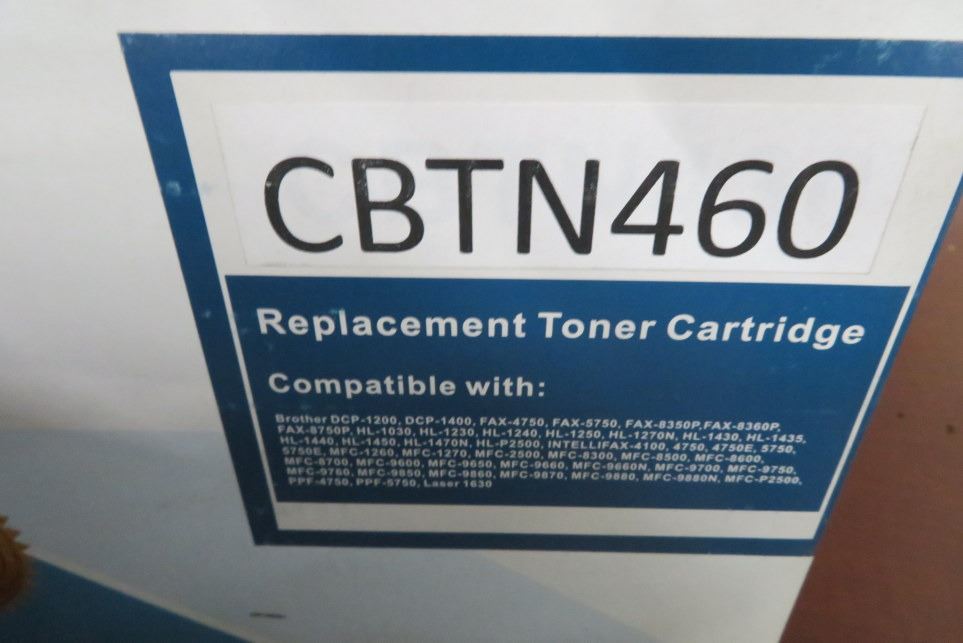 CBTN460
Replacement Toner Cartridge
Compatible with:
Brother DCP-1200, DCP-1400, FAX-4750, FAX-5750, FAX-8350P,FAX-8360P,
FAX-8750P, HL-1030, HL-1230, HL-1240, HL-1250, HL-1270N, HL-1430, HL-1435,
HL-1440, HL-1450, HL-1470N, HL-P2500, INTELLIFAX-4100, 4750, 4750E, 5750,
5750E, MFC-1260, MFC-1270, MFC-2500, MFC-8300, MFC-8500, MFC-8600,
MFC-8700, MFC-9600, MFC-9650, MFC-9660, MFC-9660N, MFC-9700, MFC-9750,
MFC-9760, MFC-9850, MFC-9860, MFC-9870, MFC-9880, MFC-9880N, MFC-P2500,
PPF-4750, PPF-5750, Laser 1630